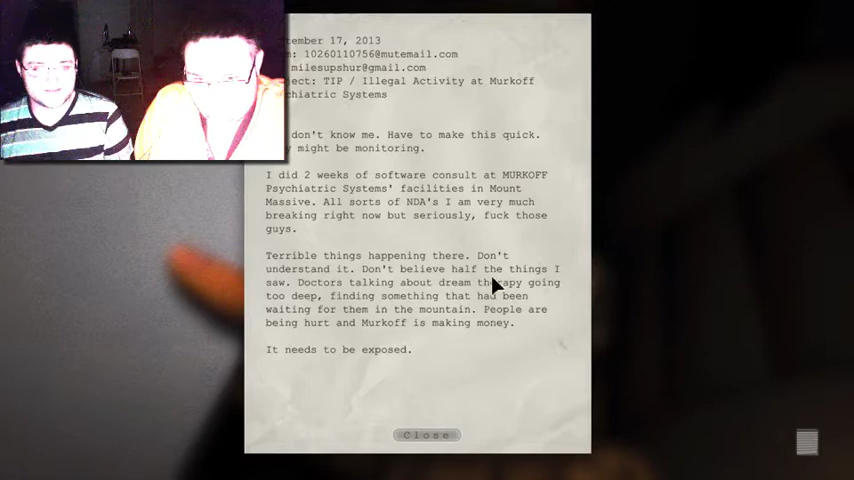 tember 17, 2013
: 10260110756@mutemail.com
milesupshur@gmail.com
ect: TIP / Illegal Activity at Murkoff
chiatric Systems
don't know me. Have to make this quick.
might be monitoring.
I did 2 weeks of software consult at MURKOFF
Psychiatric Systems' facilities in Mount
Massive. All sorts of NDA's I am very much
breaking right now but seriously, fuck those
guys.
Terrible things happening there. Don't
understand it. Don't believe half the things I
saw. Doctors talking about dream therapy going
too deep, finding something that had been
waiting for them in the mountain. People are
being hurt and Murkoff is making money.
It needs to be exposed.
Close